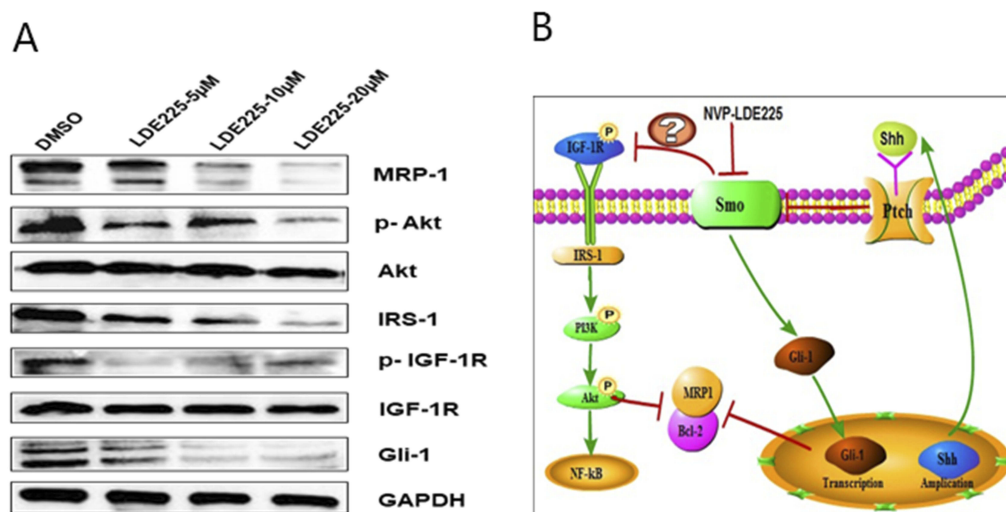 A
DMSO
LDE225-5µM
LDE225-10µM
LDE225-20µM
MRP-1
p- Akt
Akt
IRS-1
p- IGF-1R
IGF-1R
Gli-1
GAPDH
B
NVP-LDE225
?
P
IGF-1R
Shh
Smo
Ptch
IRS-1
P
PI3K
Gli-1
P
Akt
MRP1
Bcl-2
NF-kB
Gli-1
Shh
Transcription
Amplication